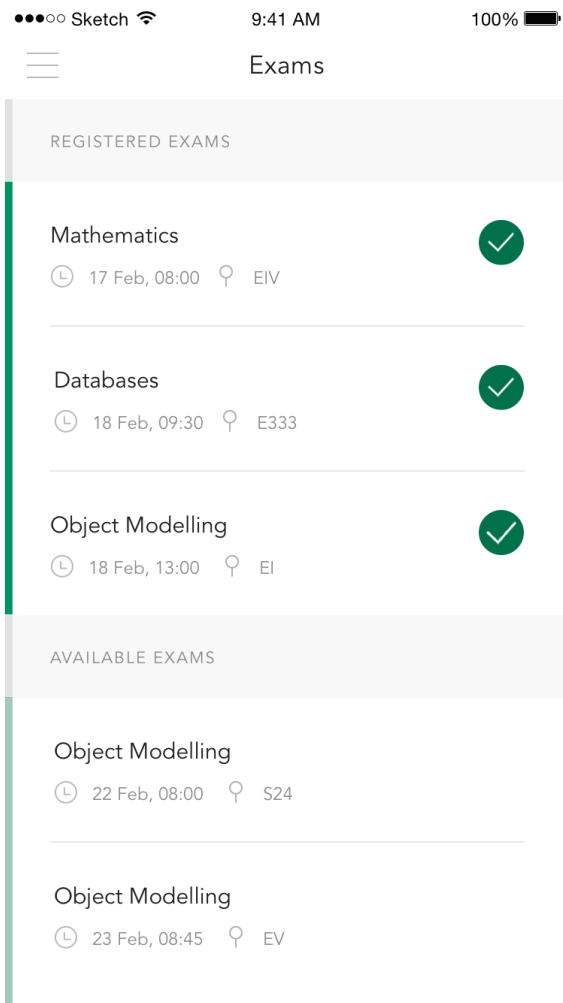 Sketch 9:41 AM 100%
Exams
REGISTERED EXAMS
Mathematics
17 Feb, 08:00 EIV
Databases
18 Feb, 09:30 E333
Object Modelling
18 Feb, 13:00 EI
AVAILABLE EXAMS
Object Modelling
22 Feb, 08:00 S24
Object Modelling
23 Feb, 08:45 EV